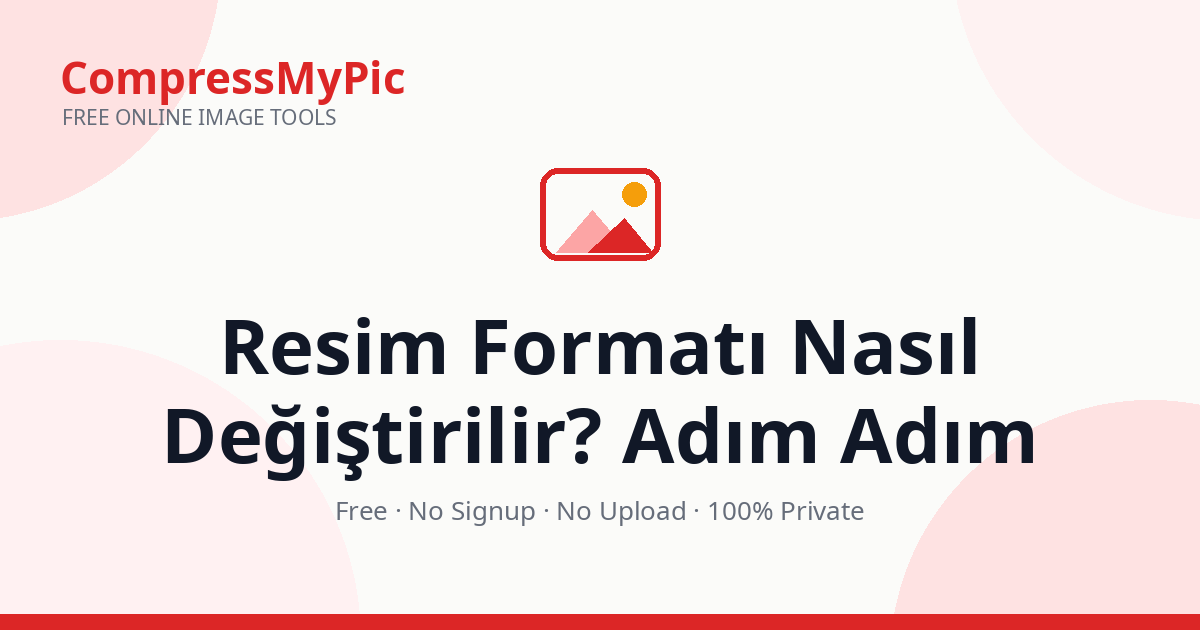 CompressMyPic
FREE ONLINE IMAGE TOOLS
Resim Formatı Nasıl
Değiştirilir? Adım Adım
Free · No Signup · No Upload · 100% Private